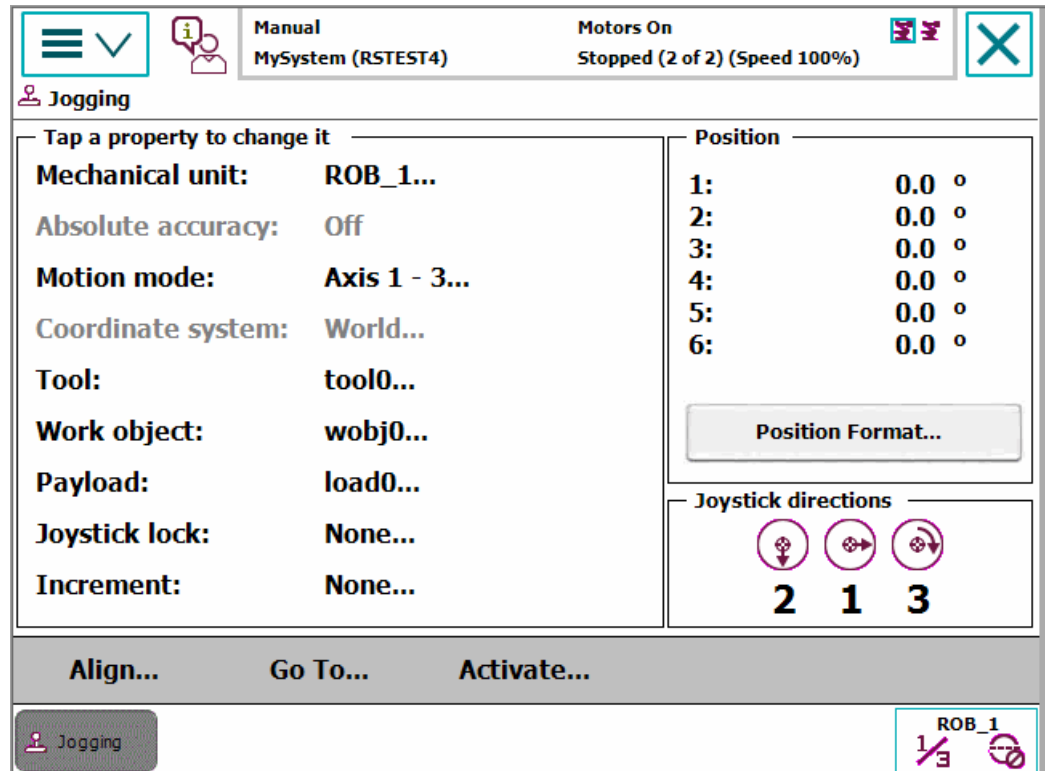 Manual
MySystem (RSTEST4)
Motors On
Stopped (2 of 2) (Speed 100%)
Jogging
Tap a property to change it
Mechanical unit: ROB_1...
Absolute accuracy: Off
Motion mode: Axis 1 - 3...
Coordinate system: World...
Tool: tool0...
Work object: wobj0...
Payload: load0...
Joystick lock: None...
Increment: None...
Position
1: 0.0 º
2: 0.0 º
3: 0.0 º
4: 0.0 º
5: 0.0 º
6: 0.0 º
Position Format...
Joystick directions
2 1 3
Align... Go To... Activate...
Jogging
ROB_1
1/3